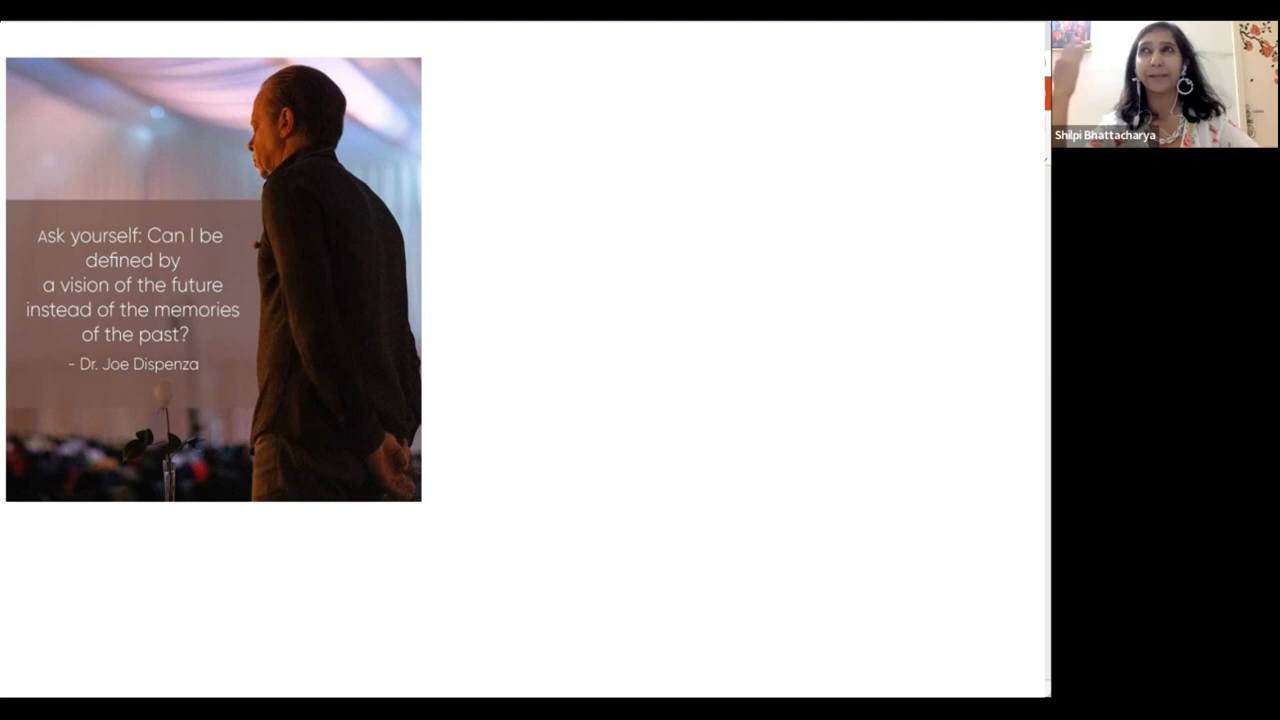 Ask yourself: Can I be
defined by
a vision of the future
instead of the memories
of the past?
- Dr. Joe Dispenza
Shilpi Bhattacharya